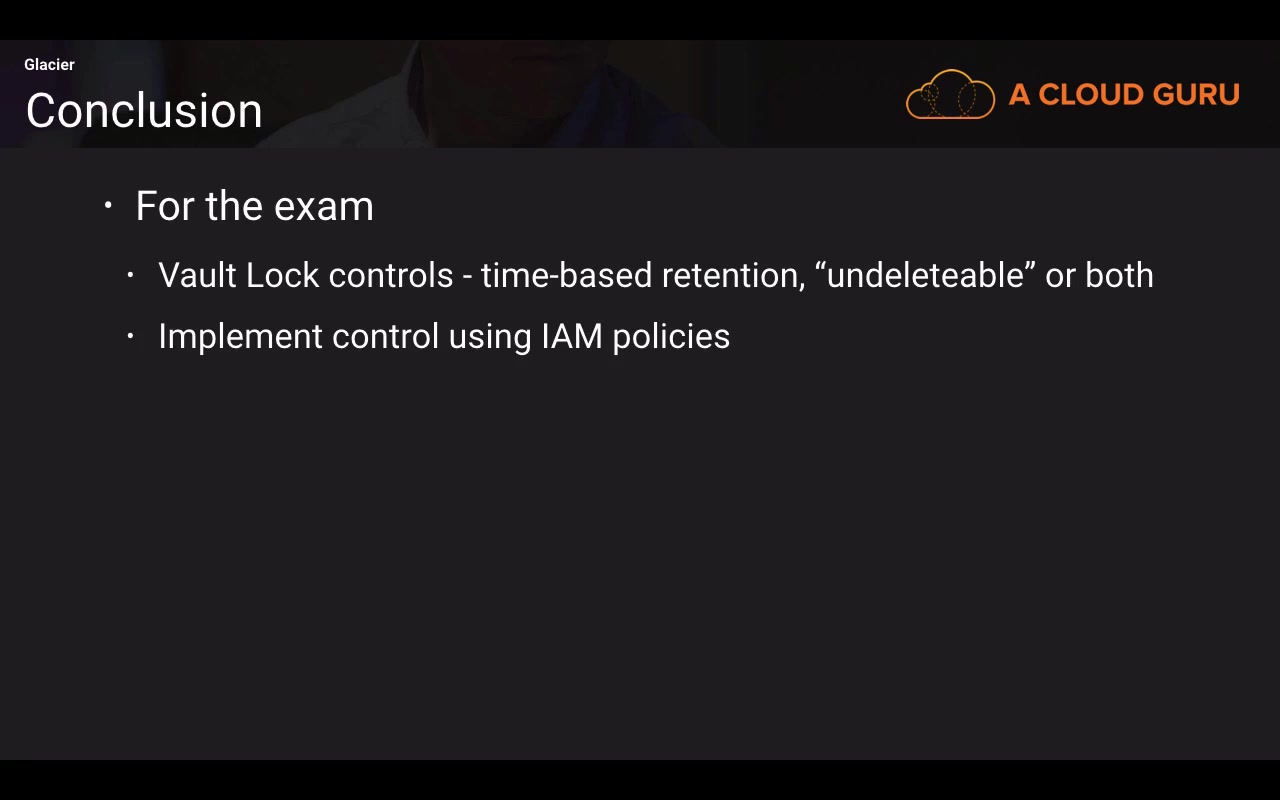 Glacier
Conclusion
A CLOUD GURU
• For the exam
• Vault Lock controls - time-based retention, “undeleteable” or both
• Implement control using IAM policies